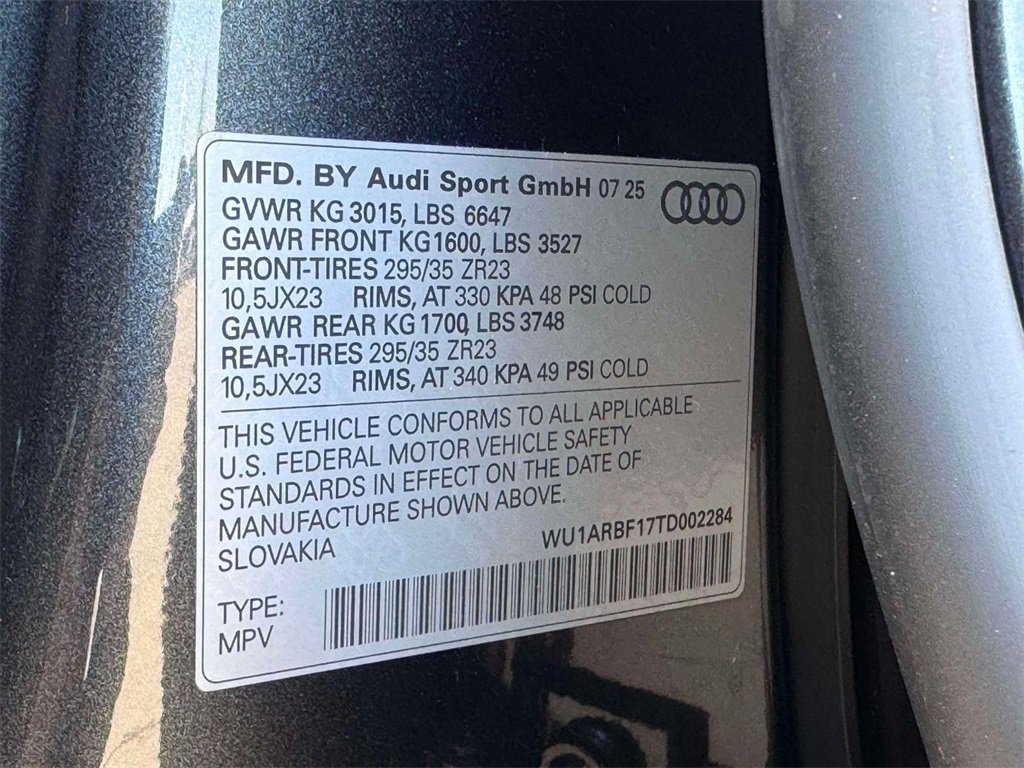 MFD. BY Audi Sport GmbH 07 25
GVWR KG 3015, LBS 6647
GAWR FRONT KG1600, LBS 3527
FRONT-TIRES 295/35 ZR23
10,5JX23 RIMS, AT 330 KPA 48 PSI COLD
GAWR REAR KG1700, LBS 3748
REAR-TIRES 295/35 ZR23
10,5JX23 RIMS, AT 340 KPA 49 PSI COLD
THIS VEHICLE CONFORMS TO ALL APPLICABLE
U.S. FEDERAL MOTOR VEHICLE SAFETY
STANDARDS IN EFFECT ON THE DATE OF
MANUFACTURE SHOWN ABOVE.
SLOVAKIA
WU1ARBF17TD002284
TYPE:
MPV